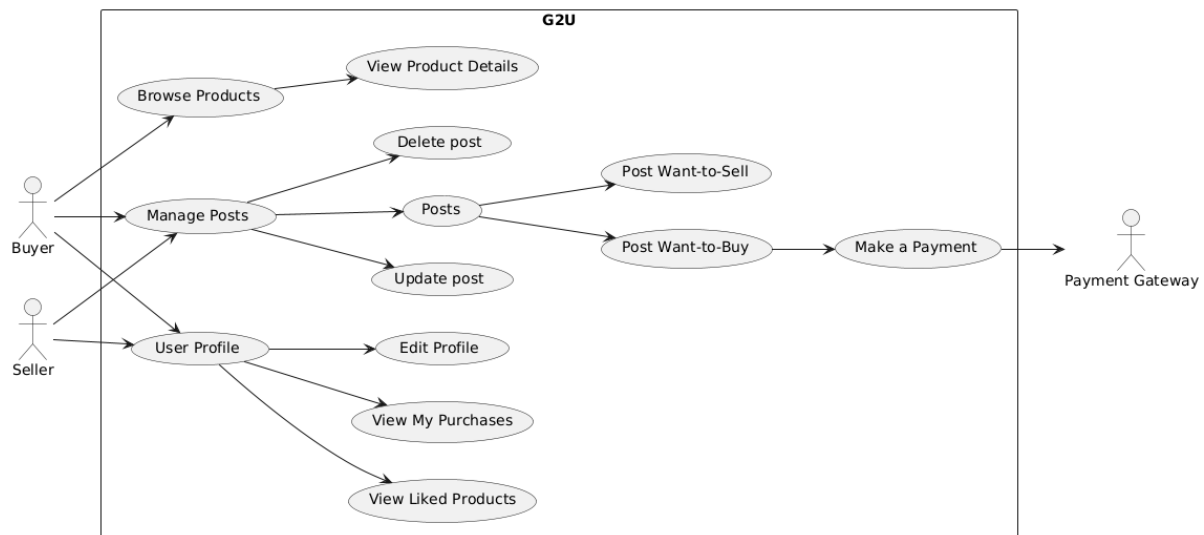 G2U
View Product Details
Browse Products
Delete post
Post Want-to-Sell
Manage Posts
Posts
Buyer
Post Want-to-Buy
Make a Payment
Payment Gateway
Update post
User Profile
Edit Profile
Seller
View My Purchases
View Liked Products